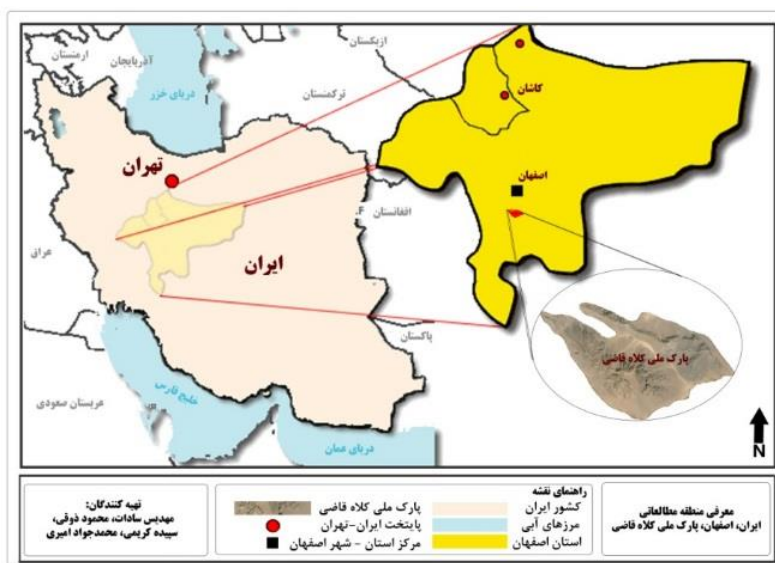 ازبکستان
ارمنستان
آذربایجان
ترکمنستان
دریای خزر
کاشان
تهران
اصفهان
افغانستان
.F
عراق
ایران
پاکستان
پارک ملی کلاه قاضی
خلیج فارس
عربستان صعودی
دریای عمان
N
معرفی منطقه مطالعاتی
ایران، اصفهان، پارک ملی کلاه قاضی
راهنمای نقشه
کشور ایران
مرزهای آبی
استان اصفهان
پارک ملی کلاه قاضی
پایتخت ایران-تهران
مرکز استان - شهر اصفهان
تهیه کنندگان:
مهدیس سادات، محمود ذوقی،
سپیده کریمی، محمدجواد امیری